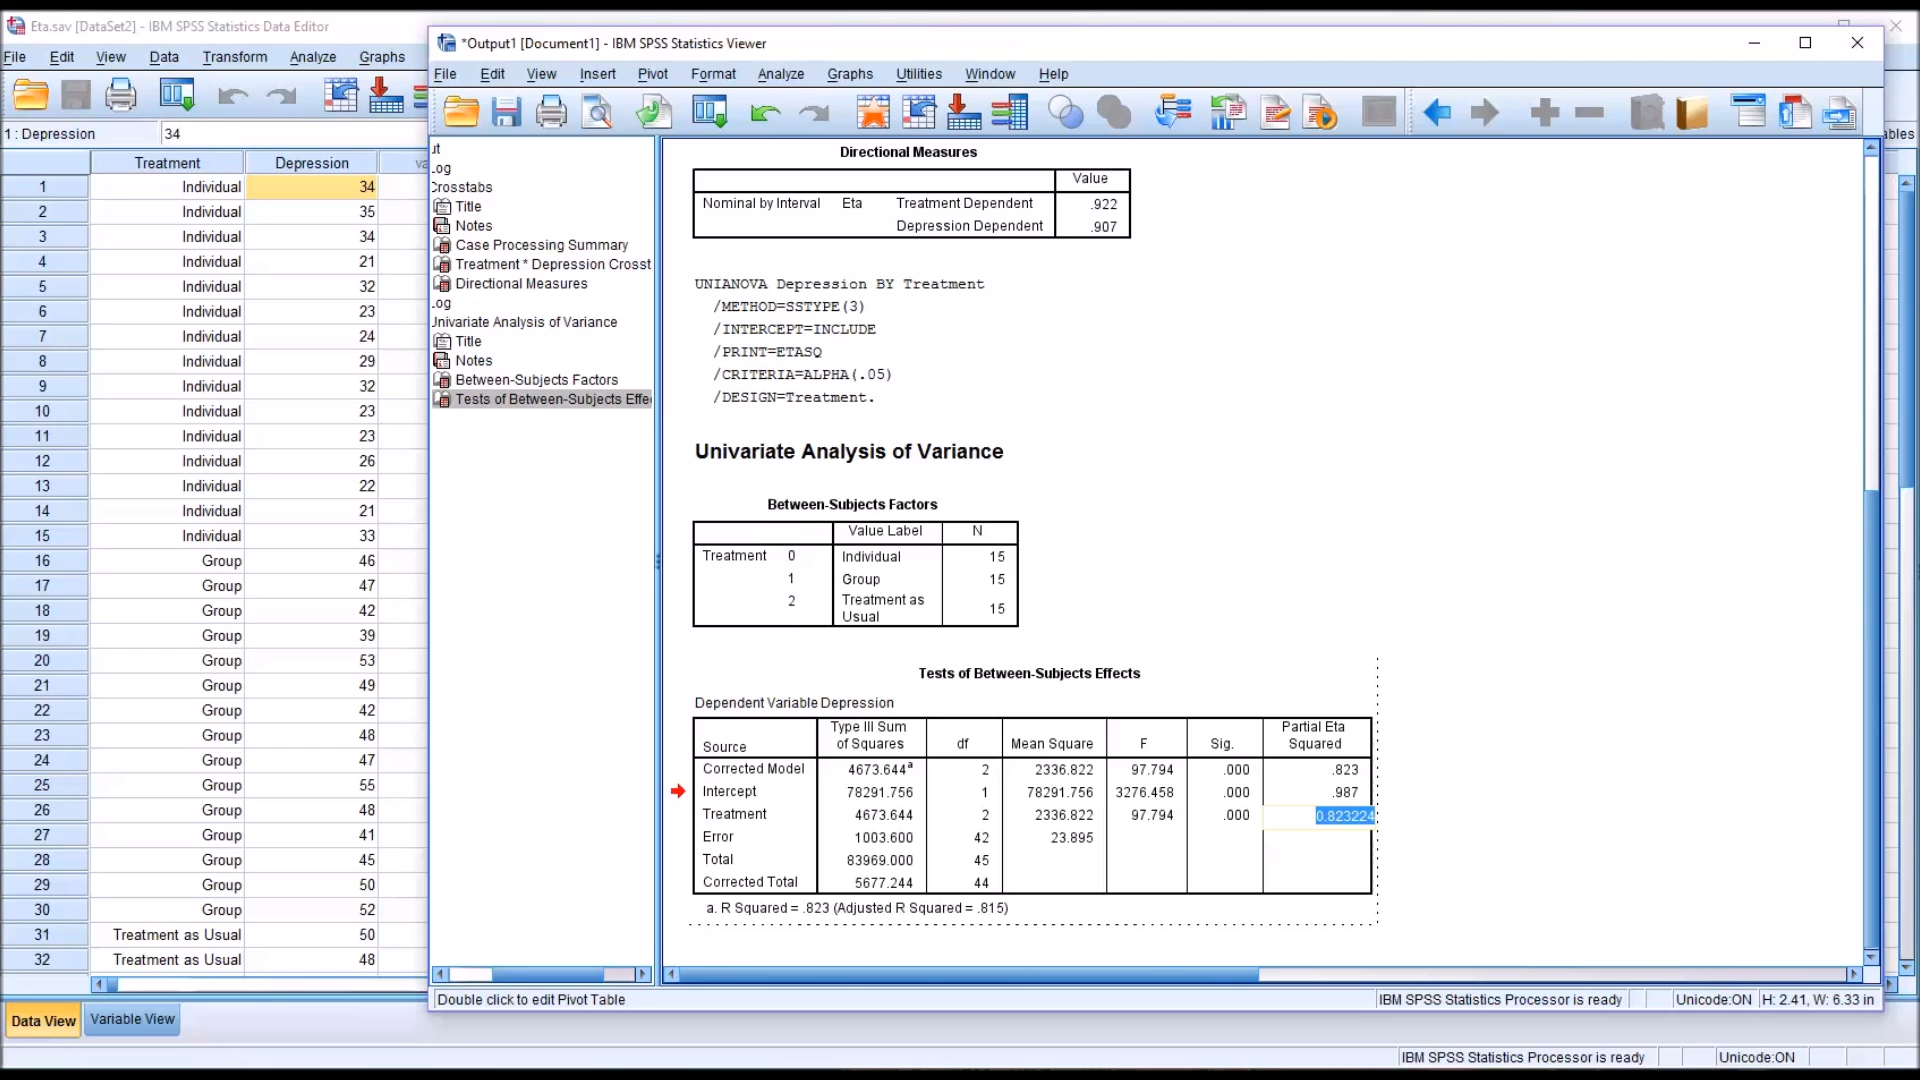 Eta.sav [DataSet2] - IBM SPSS Statistics Data Editor
File Edit View Data Transform Analyze Graphs
1 : Depression 34
ables
Treatment Depression va
1 Individual 34
2 Individual 35
3 Individual 34
4 Individual 21
5 Individual 32
6 Individual 23
7 Individual 24
8 Individual 29
9 Individual 32
10 Individual 23
11 Individual 23
12 Individual 26
13 Individual 22
14 Individual 21
15 Individual 33
16 Group 46
17 Group 47
18 Group 42
19 Group 39
20 Group 53
21 Group 49
22 Group 42
23 Group 48
24 Group 47
25 Group 55
26 Group 48
27 Group 41
28 Group 45
29 Group 50
30 Group 52
31 Treatment as Usual 50
32 Treatment as Usual 48
Data View Variable View
IBM SPSS Statistics Processor is ready Unicode:ON
*Output1 [Document1] - IBM SPSS Statistics Viewer
File Edit View Insert Pivot Format Analyze Graphs Utilities Window Help
ut
Log
Crosstabs
Title
Notes
Case Processing Summary
Treatment * Depression Crosst
Directional Measures
Log
Univariate Analysis of Variance
Title
Notes
Between-Subjects Factors
Tests of Between-Subjects Effe
Directional Measures
Value
Nominal by Interval Eta Treatment Dependent .922
Depression Dependent .907
UNIANOVA Depression BY Treatment
/METHOD=SSTYPE(3)
/INTERCEPT=INCLUDE
/PRINT=ETASQ
/CRITERIA=ALPHA(.05)
/DESIGN=Treatment.
Univariate Analysis of Variance
Between-Subjects Factors
Value Label N
Treatment 0 Individual 15
1 Group 15
2 Treatment as Usual 15
Tests of Between-Subjects Effects
Dependent Variable Depression
Source Type III Sum of Squares df Mean Square F Sig. Partial Eta Squared
Corrected Model 4673.644a 2 2336.822 97.794 .000 .823
Intercept 78291.756 1 78291.756 3276.458 .000 .987
Treatment 4673.644 2 2336.822 97.794 .000 0.823224
Error 1003.600 42 23.895
Total 83969.000 45
Corrected Total 5677.244 44
a. R Squared = .823 (Adjusted R Squared = .815)
Double click to edit Pivot Table
IBM SPSS Statistics Processor is ready Unicode:ON H: 2.41, W: 6.33 in